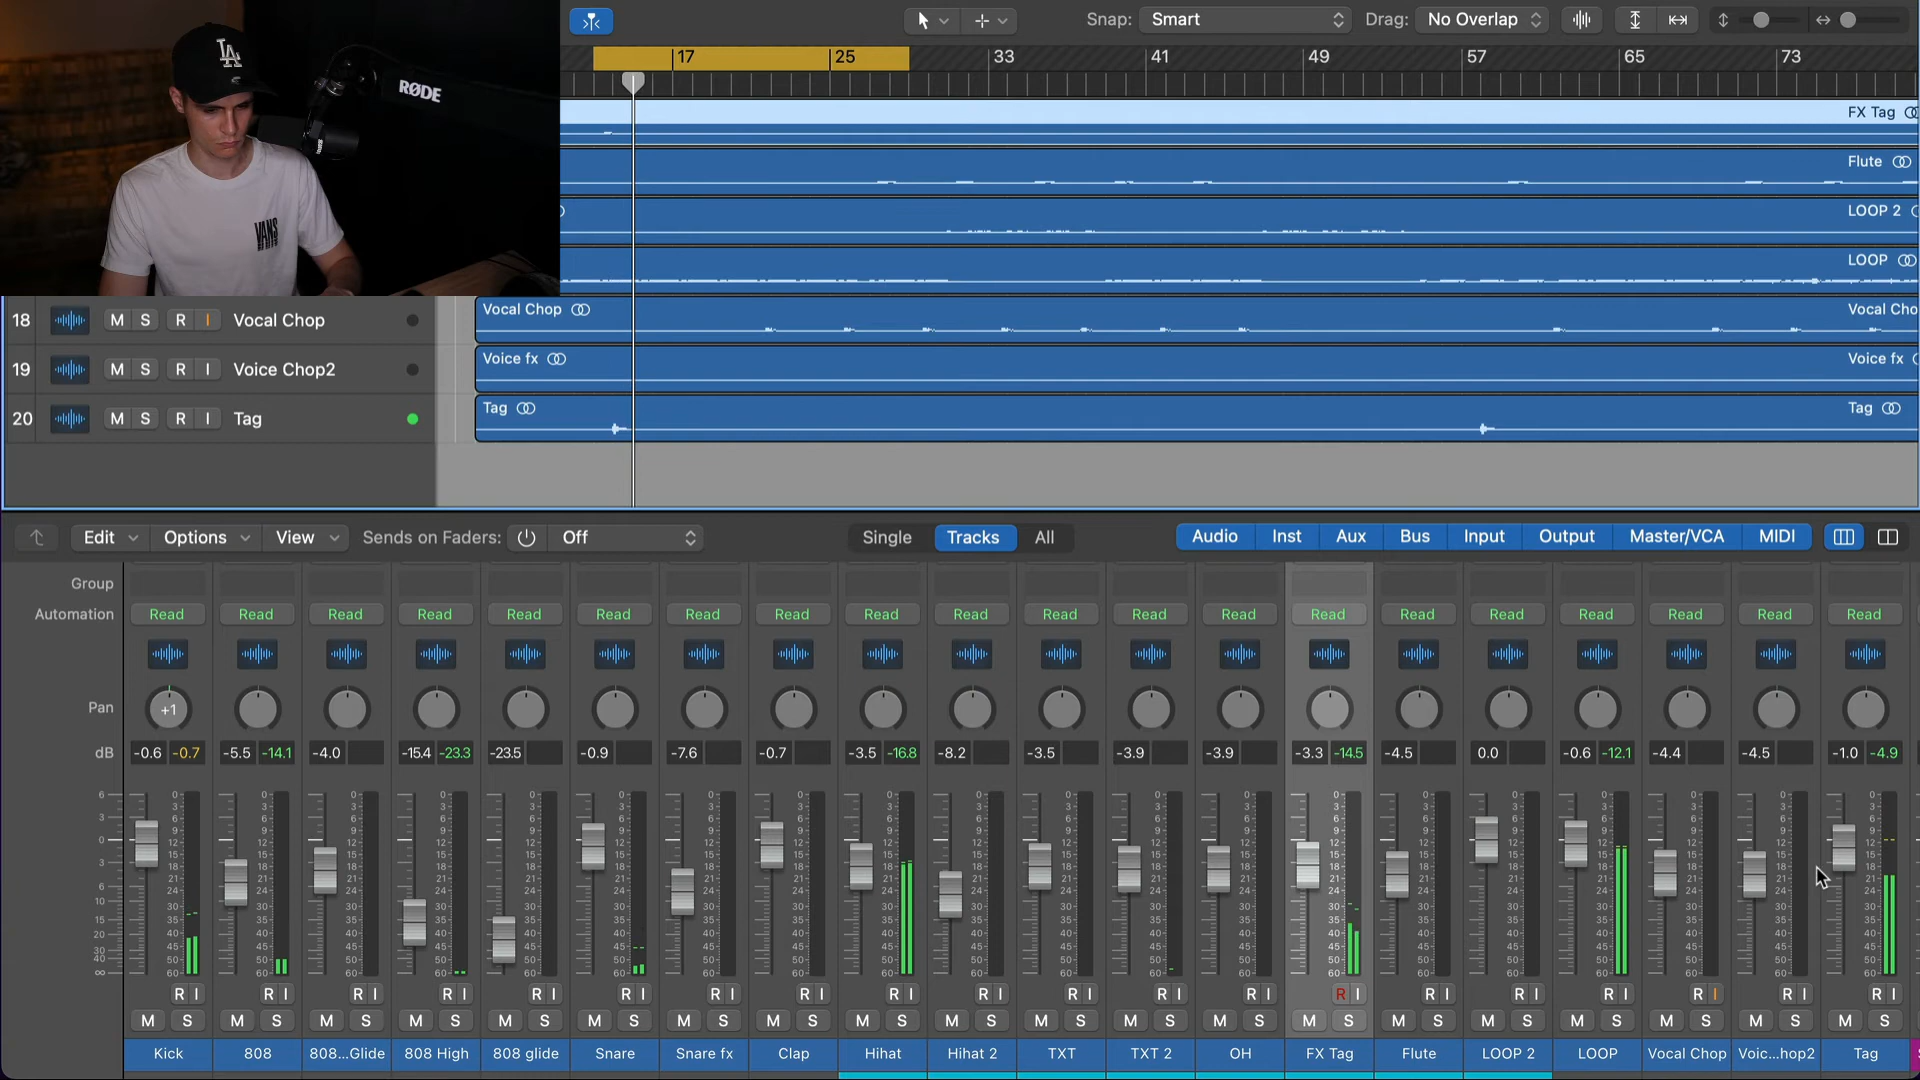 LA
RØDE
VANS
Snap: Smart Drag: No Overlap
17 25 33 41 49 57 65 73
FX Tag
Flute
LOOP 2
LOOP
18 M S R I Vocal Chop Vocal Chop Vocal Cho
19 M S R I Voice Chop2 Voice fx Voice fx
20 M S R I Tag Tag Tag
Edit Options View Sends on Faders: Off Single Tracks All Audio Inst Aux Bus Input Output Master/VCA MIDI
Group
Automation Read Read Read Read Read Read Read Read Read Read Read Read Read Read Read Read Read Read Read Read
Pan +1
dB -0.6 -0.7 -5.5 -14.1 -4.0 -15.4 -23.3 -23.5 -0.9 -7.6 -0.7 -3.5 -16.8 -8.2 -3.5 -3.9 -3.9 -3.3 -14.5 -4.5 0.0 -0.6 -12.1 -4.4 -4.5 -1.0 -4.9
R I R I R I R I R I R I R I R I R I R I R I R I R I R I R I R I R I R I R I R I
M S M S M S M S M S M S M S M S M S M S M S M S M S M S M S M S M S M S M S M S
Kick 808 808...Glide 808 High 808 glide Snare Snare fx Clap Hihat Hihat 2 TXT TXT 2 OH FX Tag Flute LOOP 2 LOOP Vocal Chop Voic...hop2 Tag